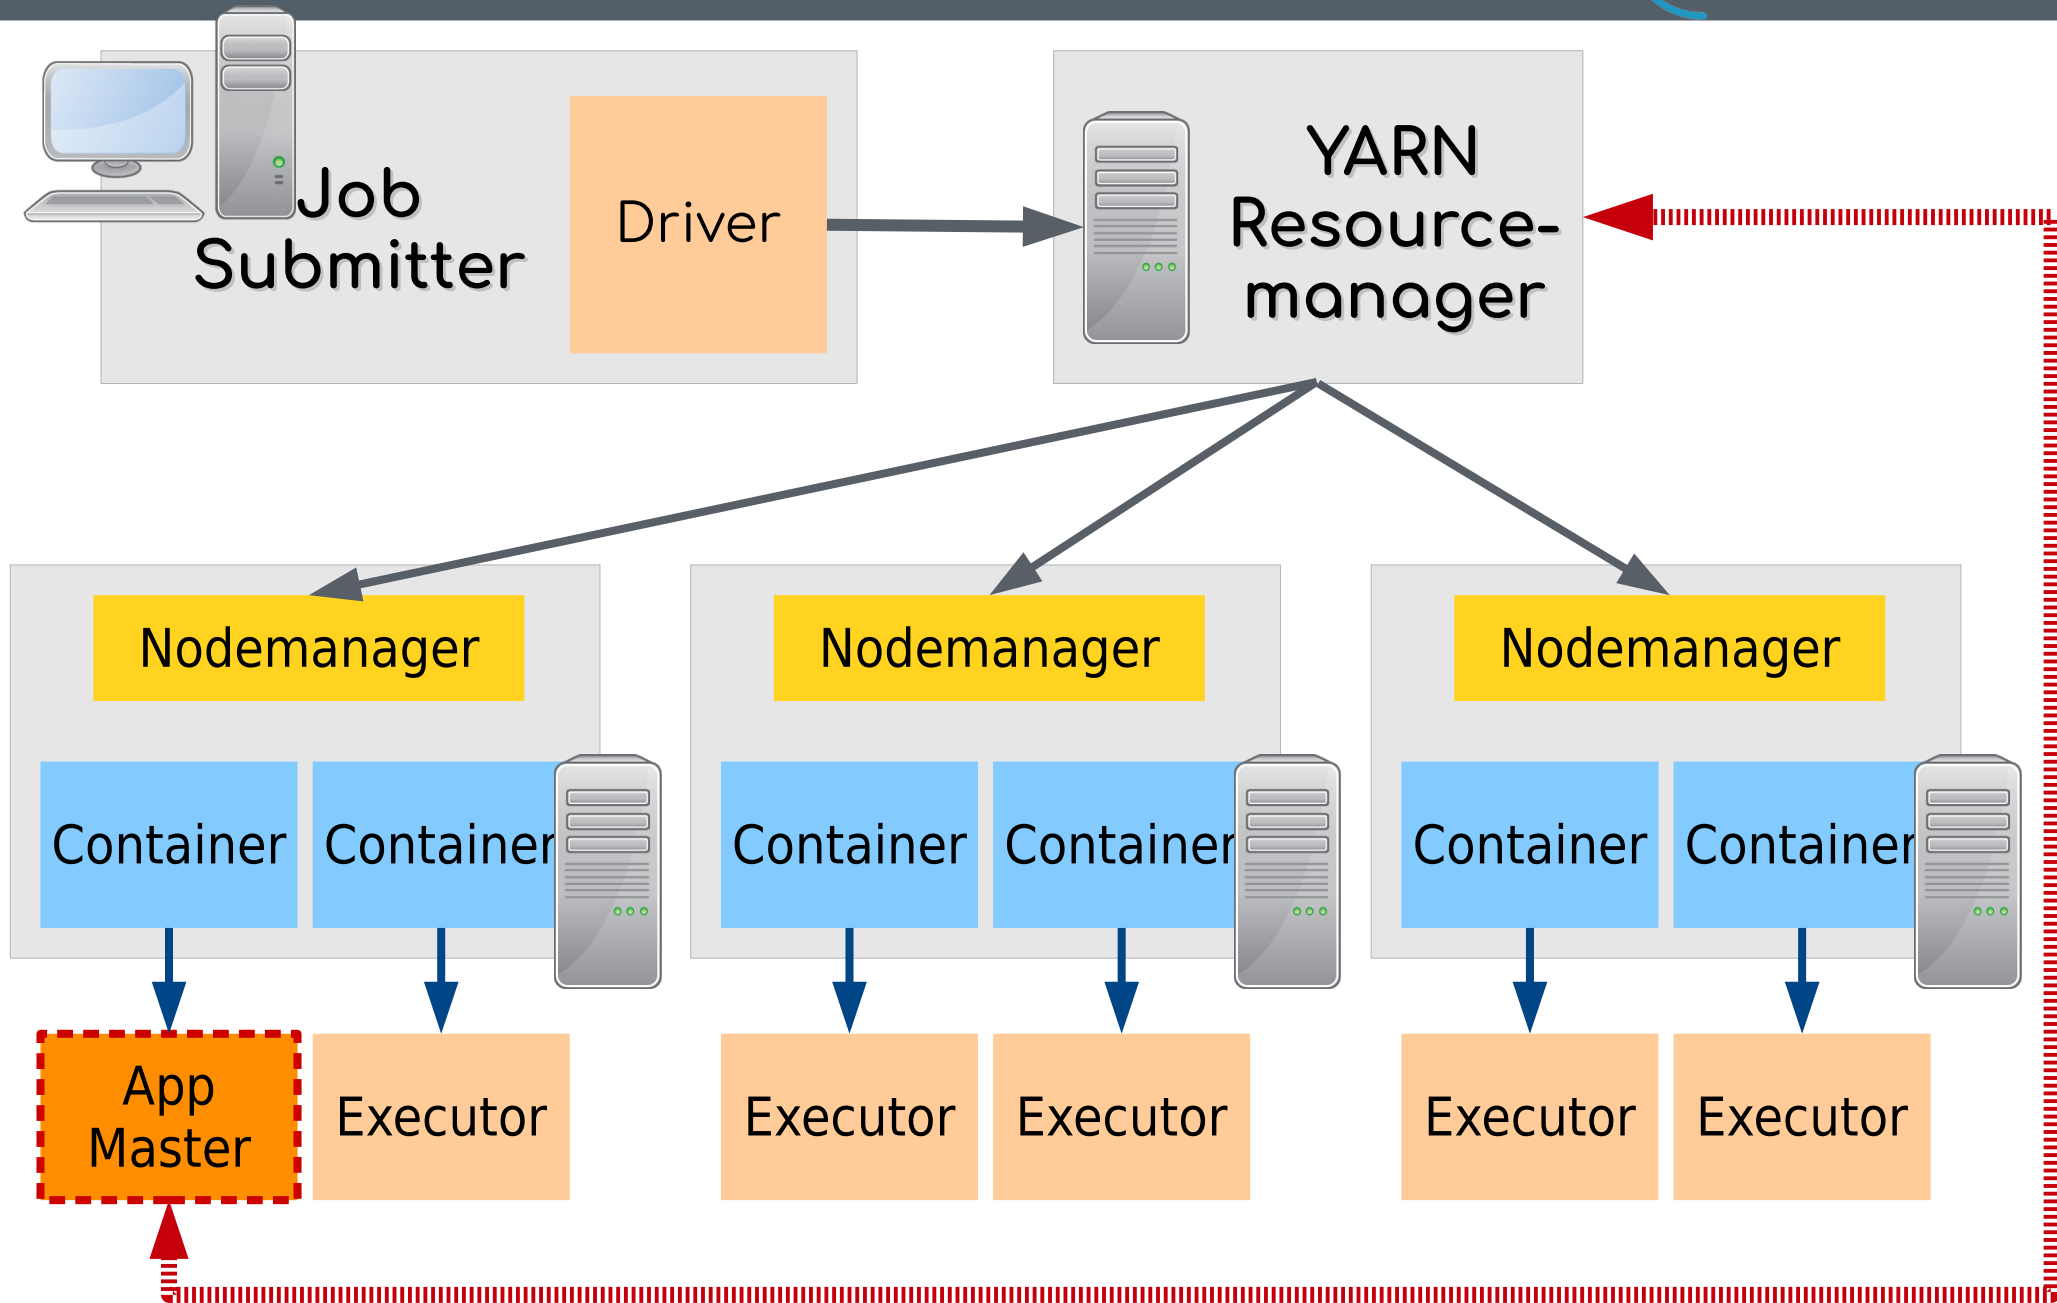 Job
Submitter
Driver
YARN
Resource-
manager
Nodemanager
Nodemanager
Nodemanager
Container
Container
Container
Container
Container
Container
App
Master
Executor
Executor
Executor
Executor
Executor